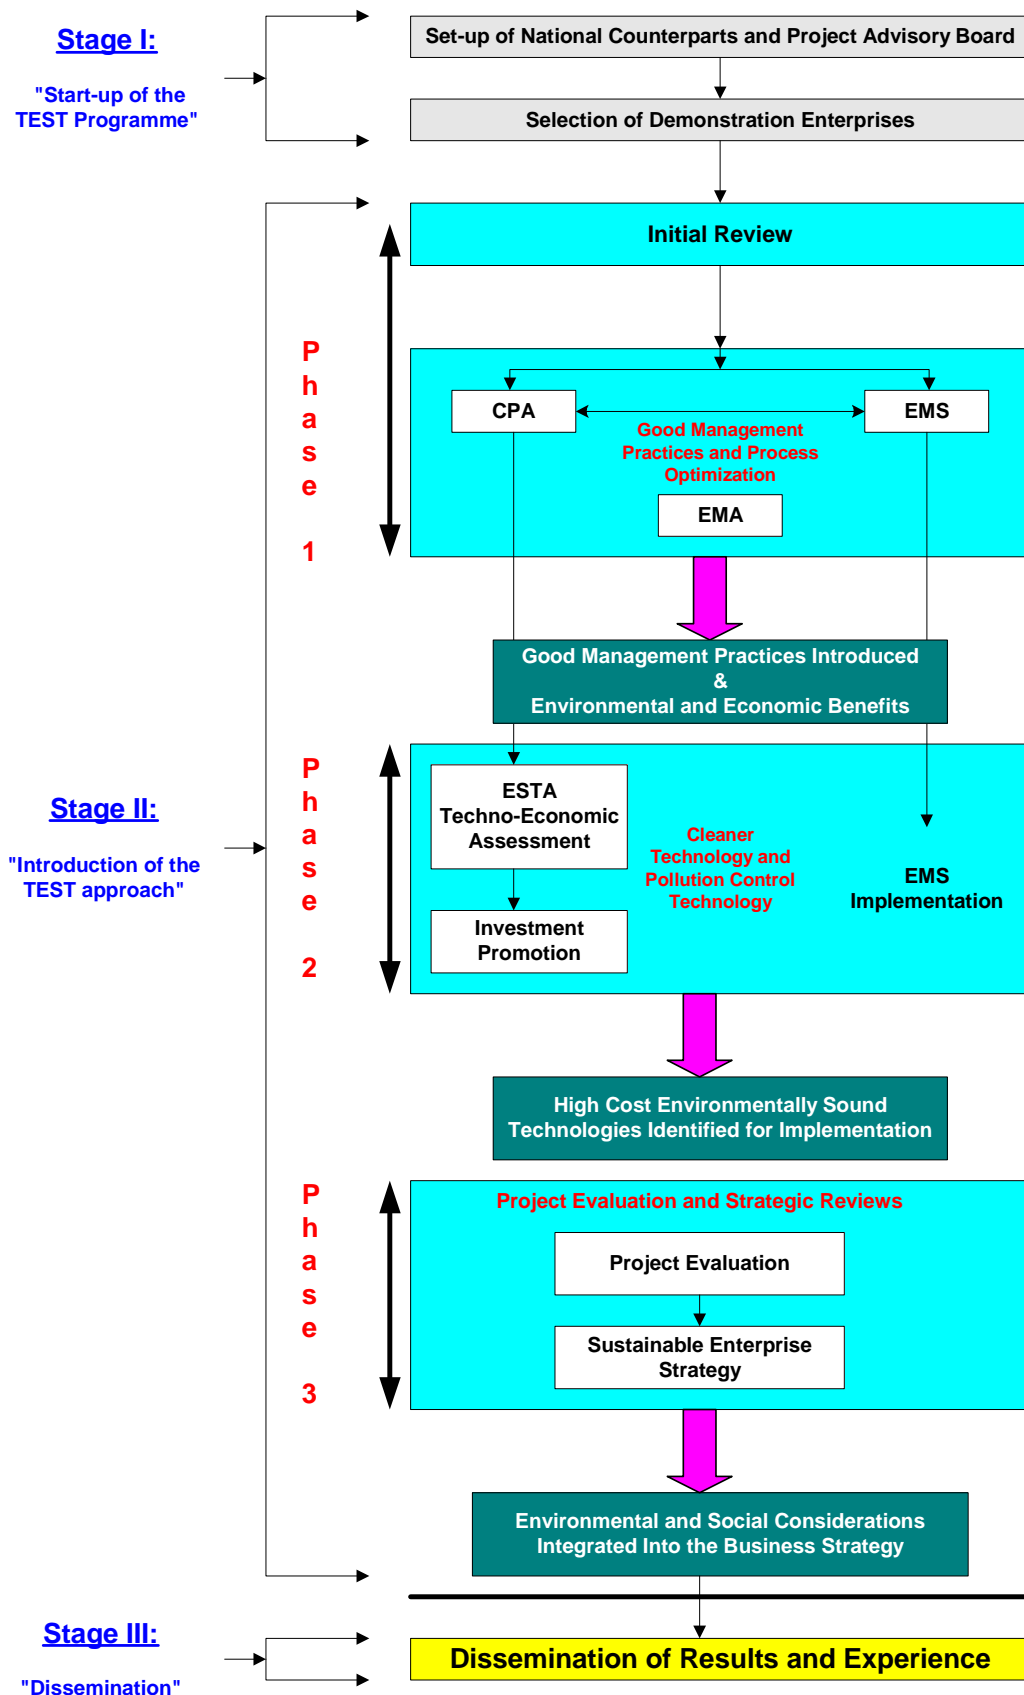 Stage I:
"Start-up of the
TEST Programme"
Set-up of National Counterparts and Project Advisory Board
Selection of Demonstration Enterprises
Initial Review
Phase 1
CPA
EMS
Good Management
Practices and Process
Optimization
EMA
Good Management Practices Introduced
&
Environmental and Economic Benefits
Stage II:
"Introduction of the
TEST approach"
Phase 2
ESTA
Techno-Economic
Assessment
Investment
Promotion
Cleaner
Technology and
Pollution Control
Technology
EMS
Implementation
High Cost Environmentally Sound
Technologies Identified for Implementation
Phase 3
Project Evaluation and Strategic Reviews
Project Evaluation
Sustainable Enterprise
Strategy
Environmental and Social Considerations
Integrated Into the Business Strategy
Stage III:
"Dissemination"
Dissemination of Results and Experience